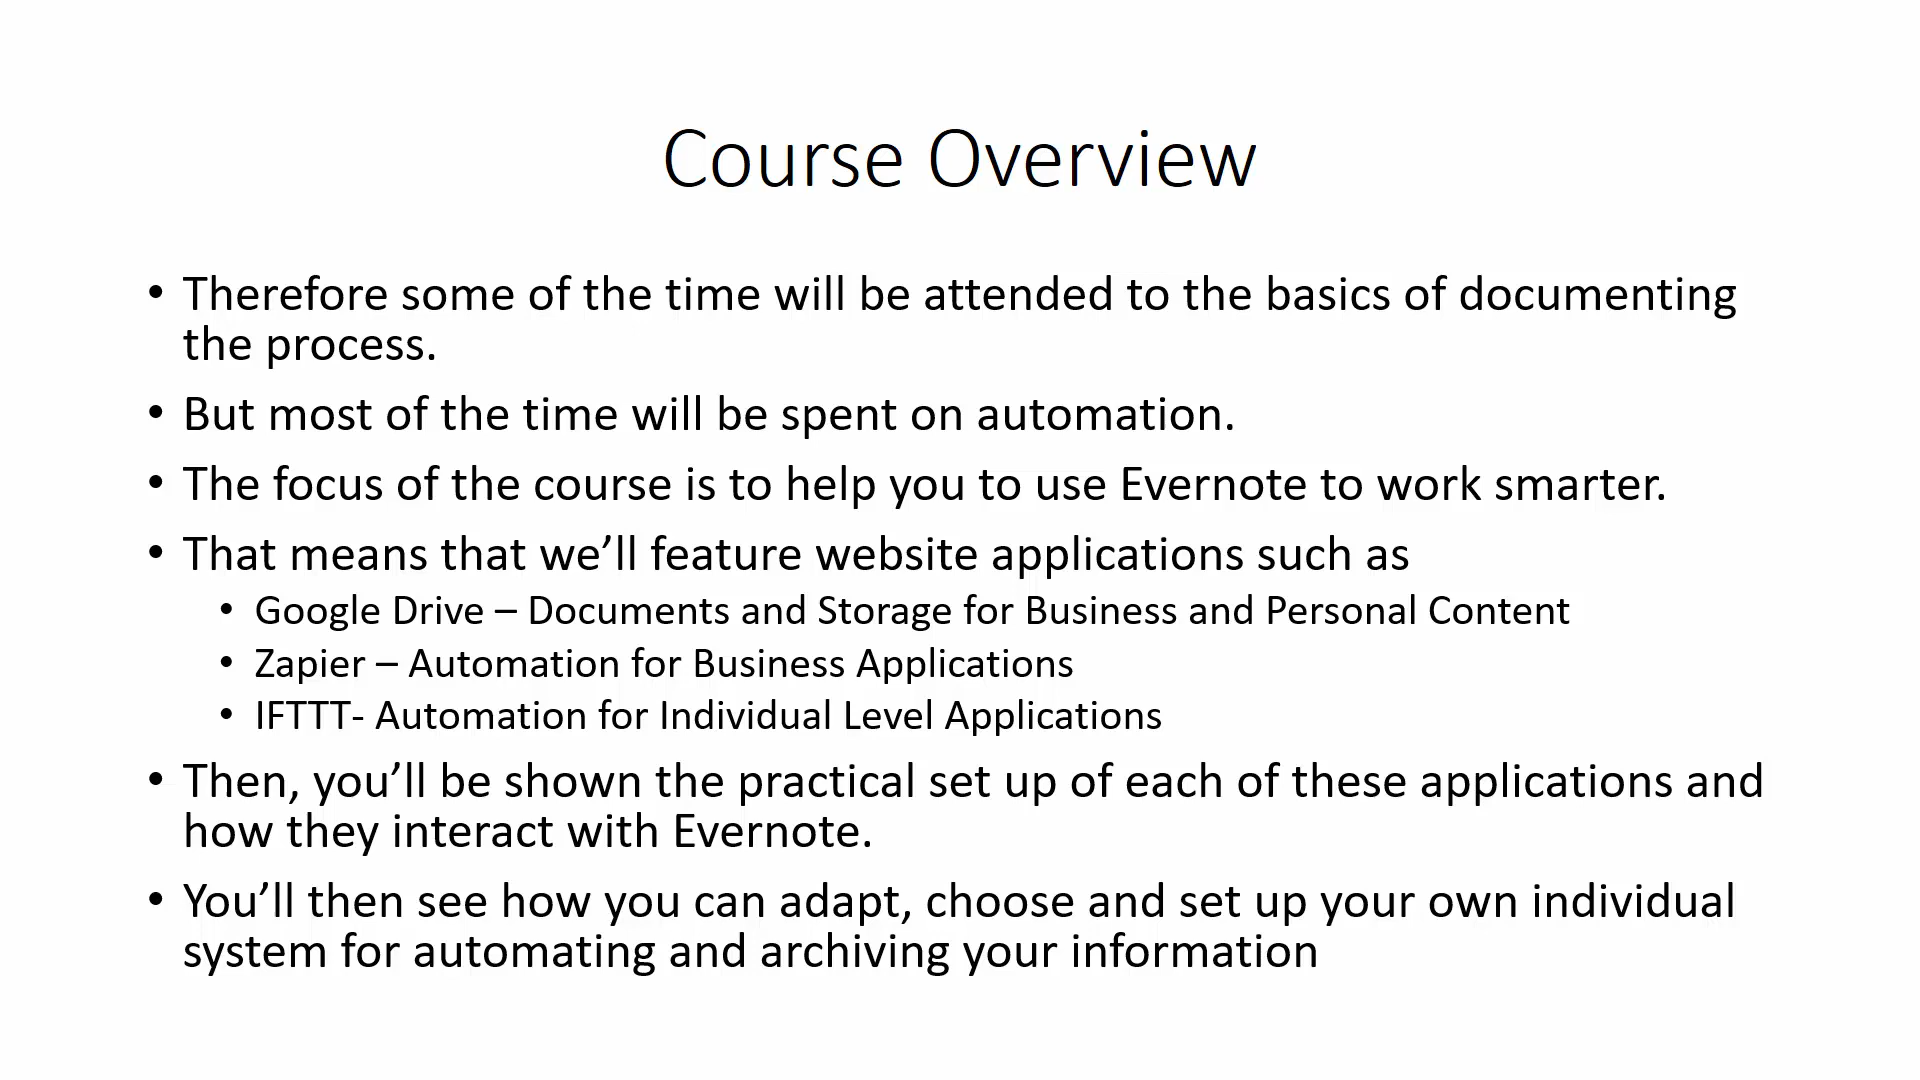 Course Overview
• Therefore some of the time will be attended to the basics of documenting
the process.
• But most of the time will be spent on automation.
• The focus of the course is to help you to use Evernote to work smarter.
• That means that we’ll feature website applications such as
• Google Drive – Documents and Storage for Business and Personal Content
• Zapier – Automation for Business Applications
• IFTTT- Automation for Individual Level Applications
• Then, you’ll be shown the practical set up of each of these applications and
how they interact with Evernote.
• You’ll then see how you can adapt, choose and set up your own individual
system for automating and archiving your information